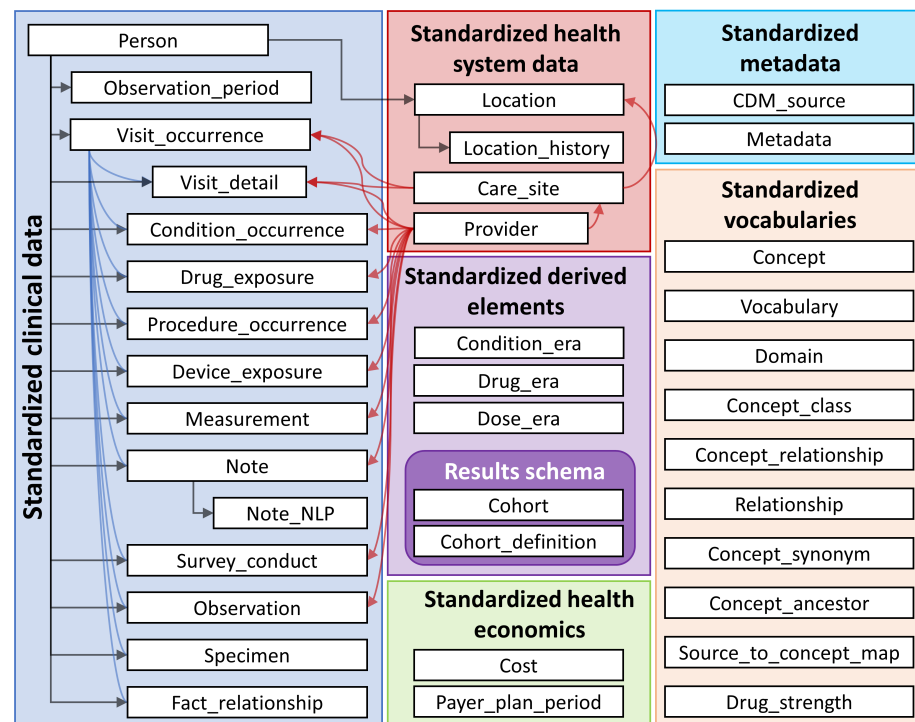 Standardized clinical data
Person
Observation_period
Visit_occurrence
Visit_detail
Condition_occurrence
Drug_exposure
Procedure_occurrence
Device_exposure
Measurement
Note
Note_NLP
Survey_conduct
Observation
Specimen
Fact_relationship
Standardized health
system data
Location
Location_history
Care_site
Provider
Standardized derived
elements
Condition_era
Drug_era
Dose_era
Results schema
Cohort
Cohort_definition
Standardized health
economics
Cost
Payer_plan_period
Standardized
metadata
CDM_source
Metadata
Standardized
vocabularies
Concept
Vocabulary
Domain
Concept_class
Concept_relationship
Relationship
Concept_synonym
Concept_ancestor
Source_to_concept_map
Drug_strength